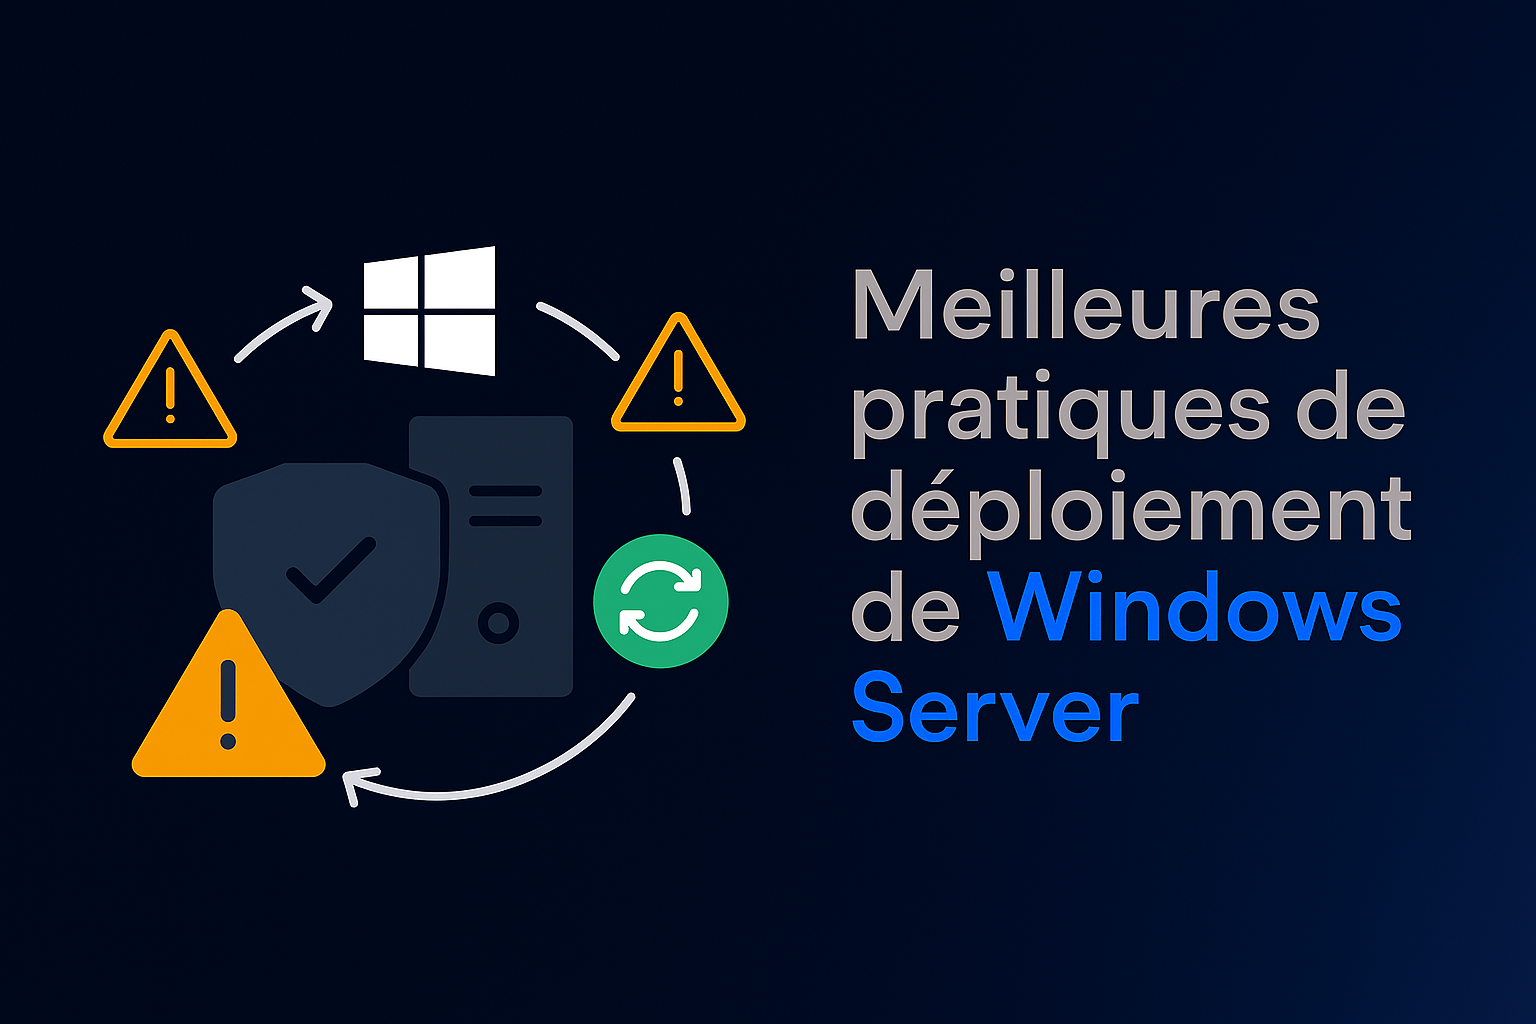 Meilleures
pratiques de
déploiement
de Windows
Server